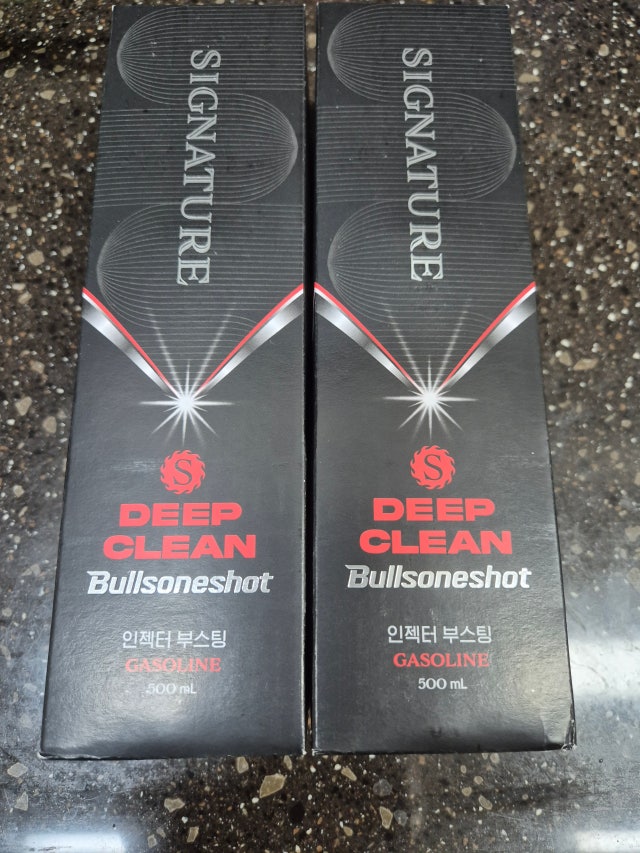 SIGNATURE
S
DEEP
CLEAN
Bullsoneshot
인젝터 부스팅
GASOLINE
500 mL
SIGNATURE
S
DEEP
CLEAN
Bullsoneshot
인젝터 부스팅
GASOLINE
500 mL